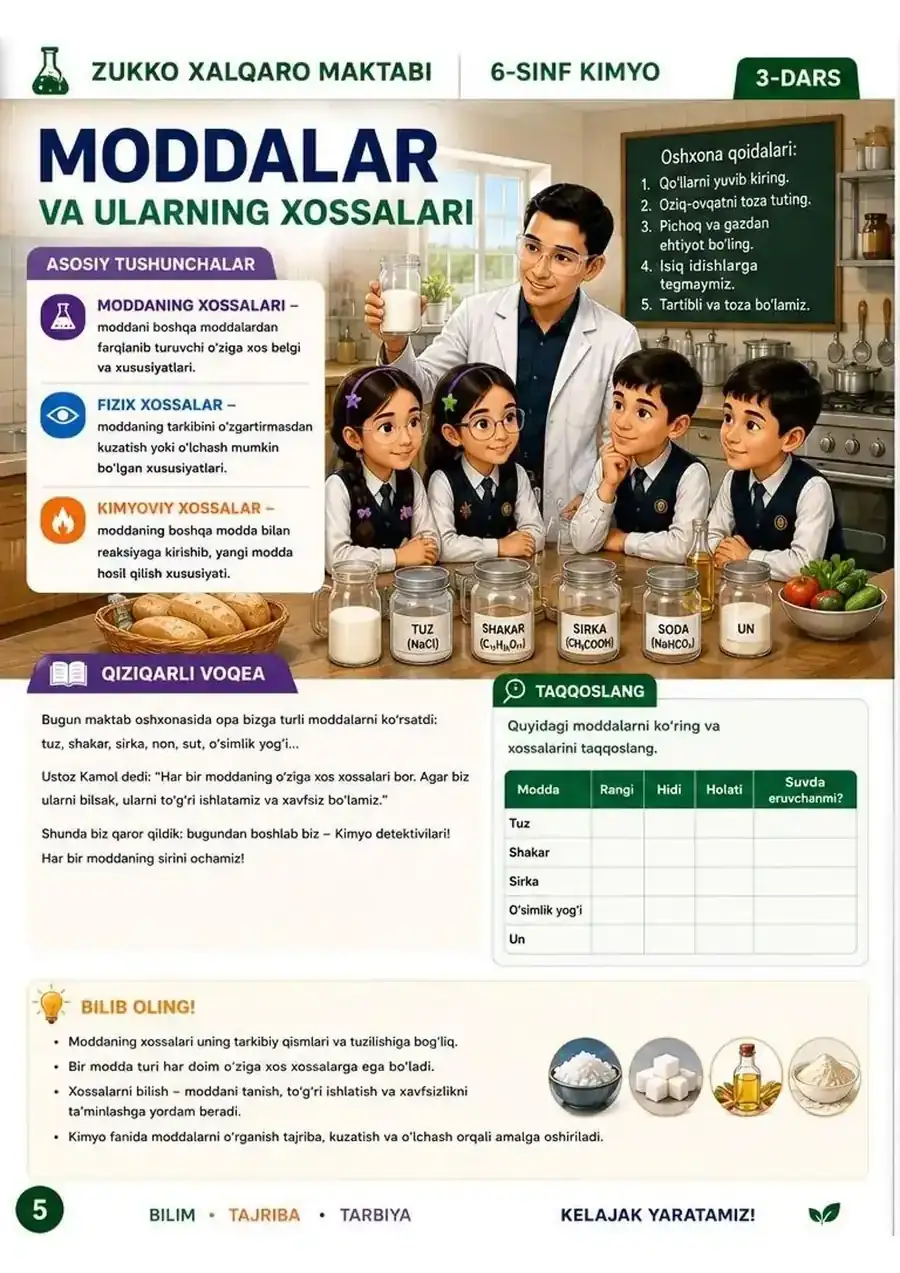 ZUKKO XALQARO MAKTABI
6-SINF KIMYO
3-DARS
MODDALAR
VA ULARNING XOSSALARI
ASOSIY TUSHUNCHALAR
MODDANING XOSSALARI –
moddani boshqa moddalardan
farqlanib turuvchi o'ziga xos belgi
va xususiyatlari.
FIZIX XOSSALAR –
moddaning tarkibini o'zgartirmasdan
kuzatish yoki o'lchash mumkin
bo'lgan xususiyatlari.
KIMYOVIY XOSSALAR –
moddaning boshqa modda bilan
reaksiyaga kirishib, yangi modda
hosil qilish xususiyati.
Oshxona qoidalari:
1. Qo'llarni yuvib kiring.
2. Oziq-ovqatni toza tuting.
3. Pichoq va gazdan
ehtiyot bo'ling.
4. Isiq idishlarga
tegmaymiz.
5. Tartibli va toza bo'lamiz.
TUZ
(NaCl)
SHAKAR
SIRKA
(CH₃COOH)
SODA
(NaHCO₃)
UN
QIZIQARLI VOQEA
Bugun maktab oshxonasida opa bizga turli moddalarni ko'rsatdi:
tuz, shakar, sirka, non, sut, o'simlik yog'i...
Ustoz Kamol dedi: "Har bir moddaning o'ziga xos xossalari bor. Agar biz
ularni bilsak, ularni to'g'ri ishlatamiz va xavfsiz bo'lamiz."
Shunda biz qaror qildik: bugundan boshlab biz – Kimyo detektivilari!
Har bir moddaning sirini ochamiz!
TAQQOSLANG
Quyidagi moddalarni ko'ring va
xossalarini taqqoslang.
Modda Rangi Hidi Holati Suvda eruvchanmi?
Tuz
Shakar
Sirka
O'simlik yog'i
Un
BILIB OLING!
• Moddaning xossalari uning tarkibiy qismlari va tuzilishiga bog'liq.
• Bir modda turi har doim o'ziga xos xossalarga ega bo'ladi.
• Xossalarni bilish – moddani tanish, to'g'ri ishlatish va xavfsizlikni
ta'minlashga yordam beradi.
• Kimyo fanida moddalarni o'rganish tajriba, kuzatish va o'lchash orqali amalga oshiriladi.
5
BILIM • TAJRIBA • TARBIYA
KELAJAK YARATAMIZ!